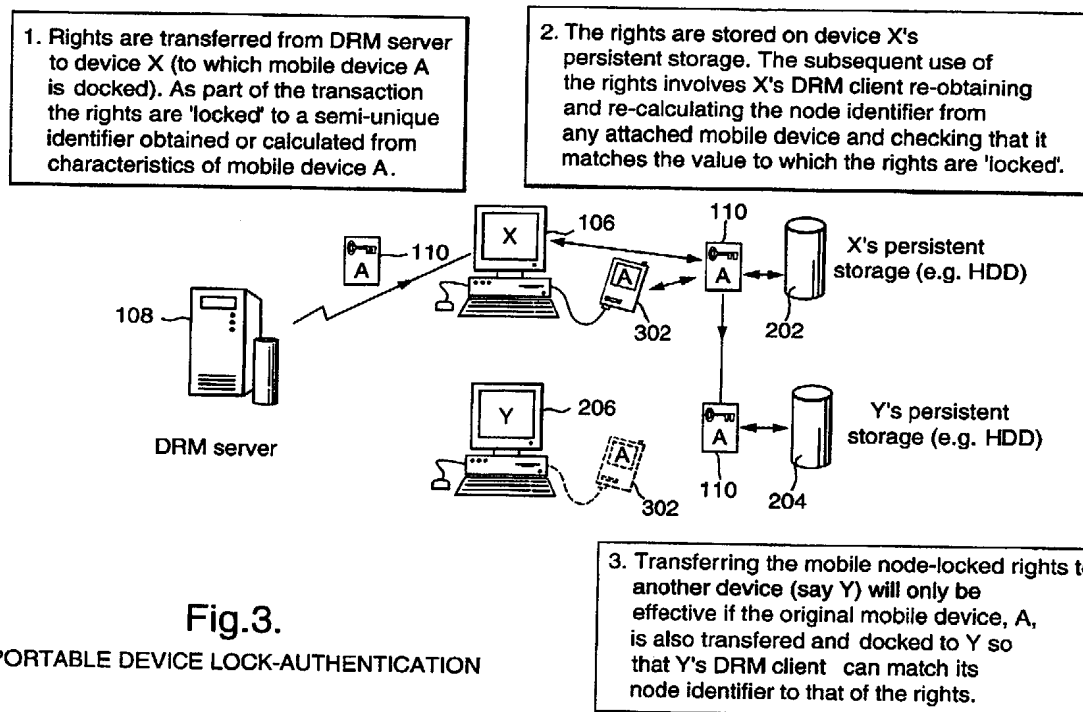 1. Rights are transferred from DRM server
to device X (to which mobile device A
is docked). As part of the transaction
the rights are 'locked' to a semi-unique
identifier obtained or calculated from
characteristics of mobile device A.
2. The rights are stored on device X's
persistent storage. The subsequent use of
the rights involves X's DRM client re-obtaining
and re-calculating the node identifier from
any attached mobile device and checking that it
matches the value to which the rights are 'locked'.
108
DRM server
A
110
X
106
A
302
110
A
202
X's persistent
storage (e.g. HDD)
Y
206
A
302
A
110
204
Y's persistent
storage (e.g. HDD)
3. Transferring the mobile node-locked rights t
another device (say Y) will only be
effective if the original mobile device, A,
is also transfered and docked to Y so
that Y's DRM client can match its
node identifier to that of the rights.
Fig.3.
PORTABLE DEVICE LOCK-AUTHENTICATION